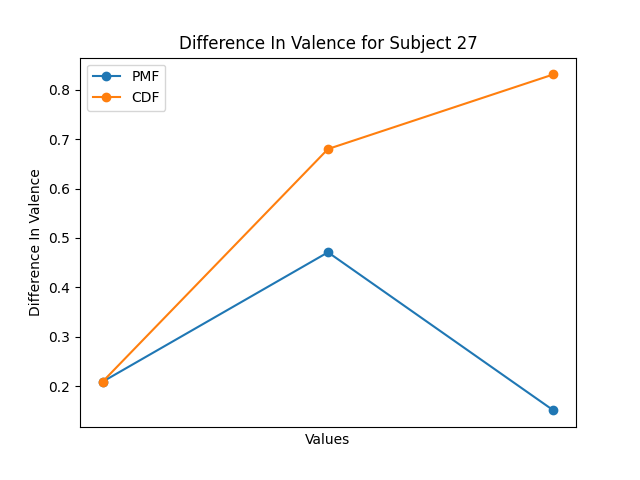 Difference In Valence for Subject 27
PMF
CDF
0.8
0.7
0.6
0.5
0.4
0.3
0.2
Difference In Valence
Values